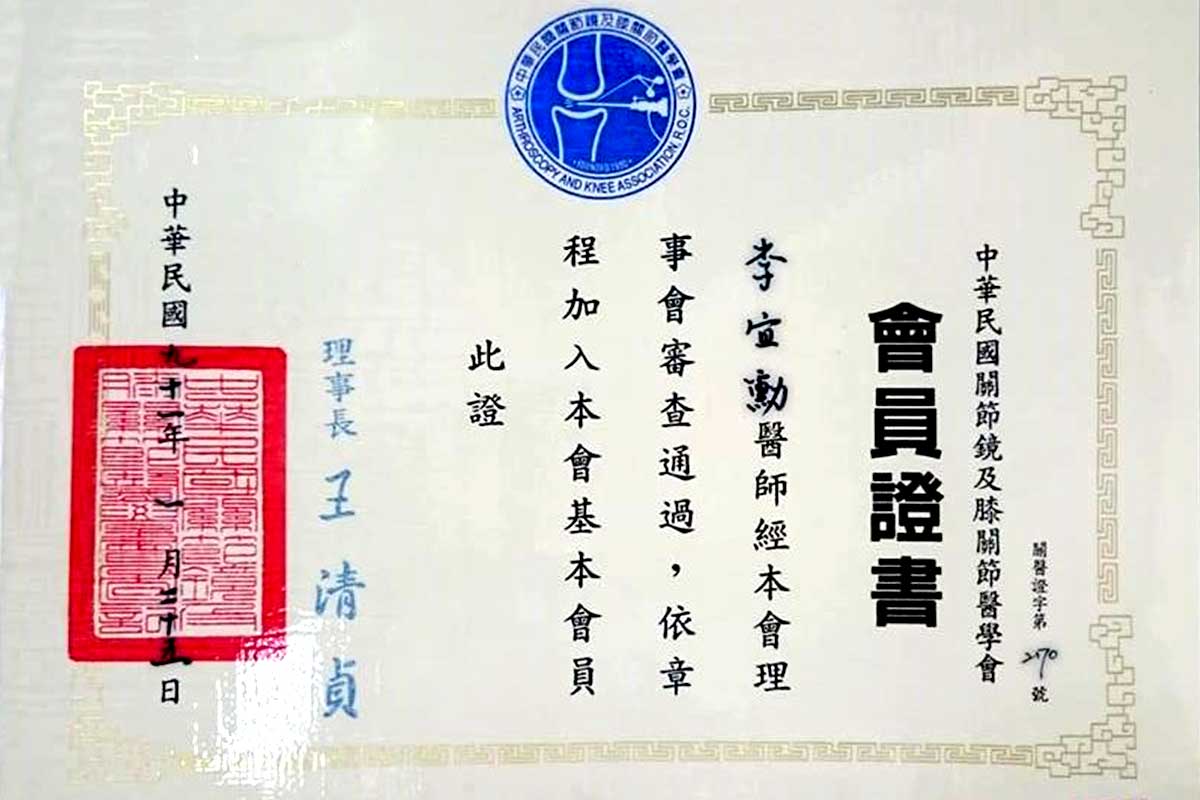 中華民國關節鏡及膝關節醫學會
ARTHROSCOPY AND KNEE ASSOCIATION, R.O.C.
關醫證字第 號
中華民國關節鏡及膝關節醫學會
會員證書
李宜勳醫師經本會理
事會審查通過，依章
程加入本會基本會員
此證
理事長 王清貞
中華民國九十一年一月二十五日